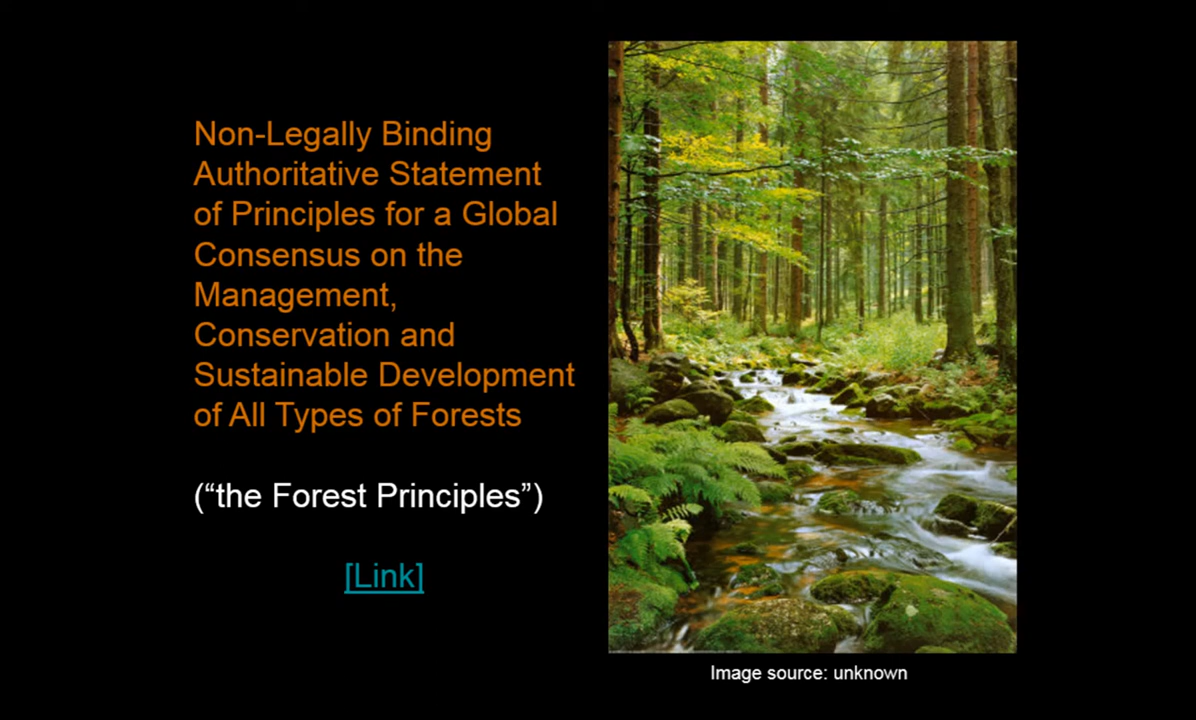 Non-Legally Binding
Authoritative Statement
of Principles for a Global
Consensus on the
Management,
Conservation and
Sustainable Development
of All Types of Forests
(“the Forest Principles”)
[Link]
Image source: unknown